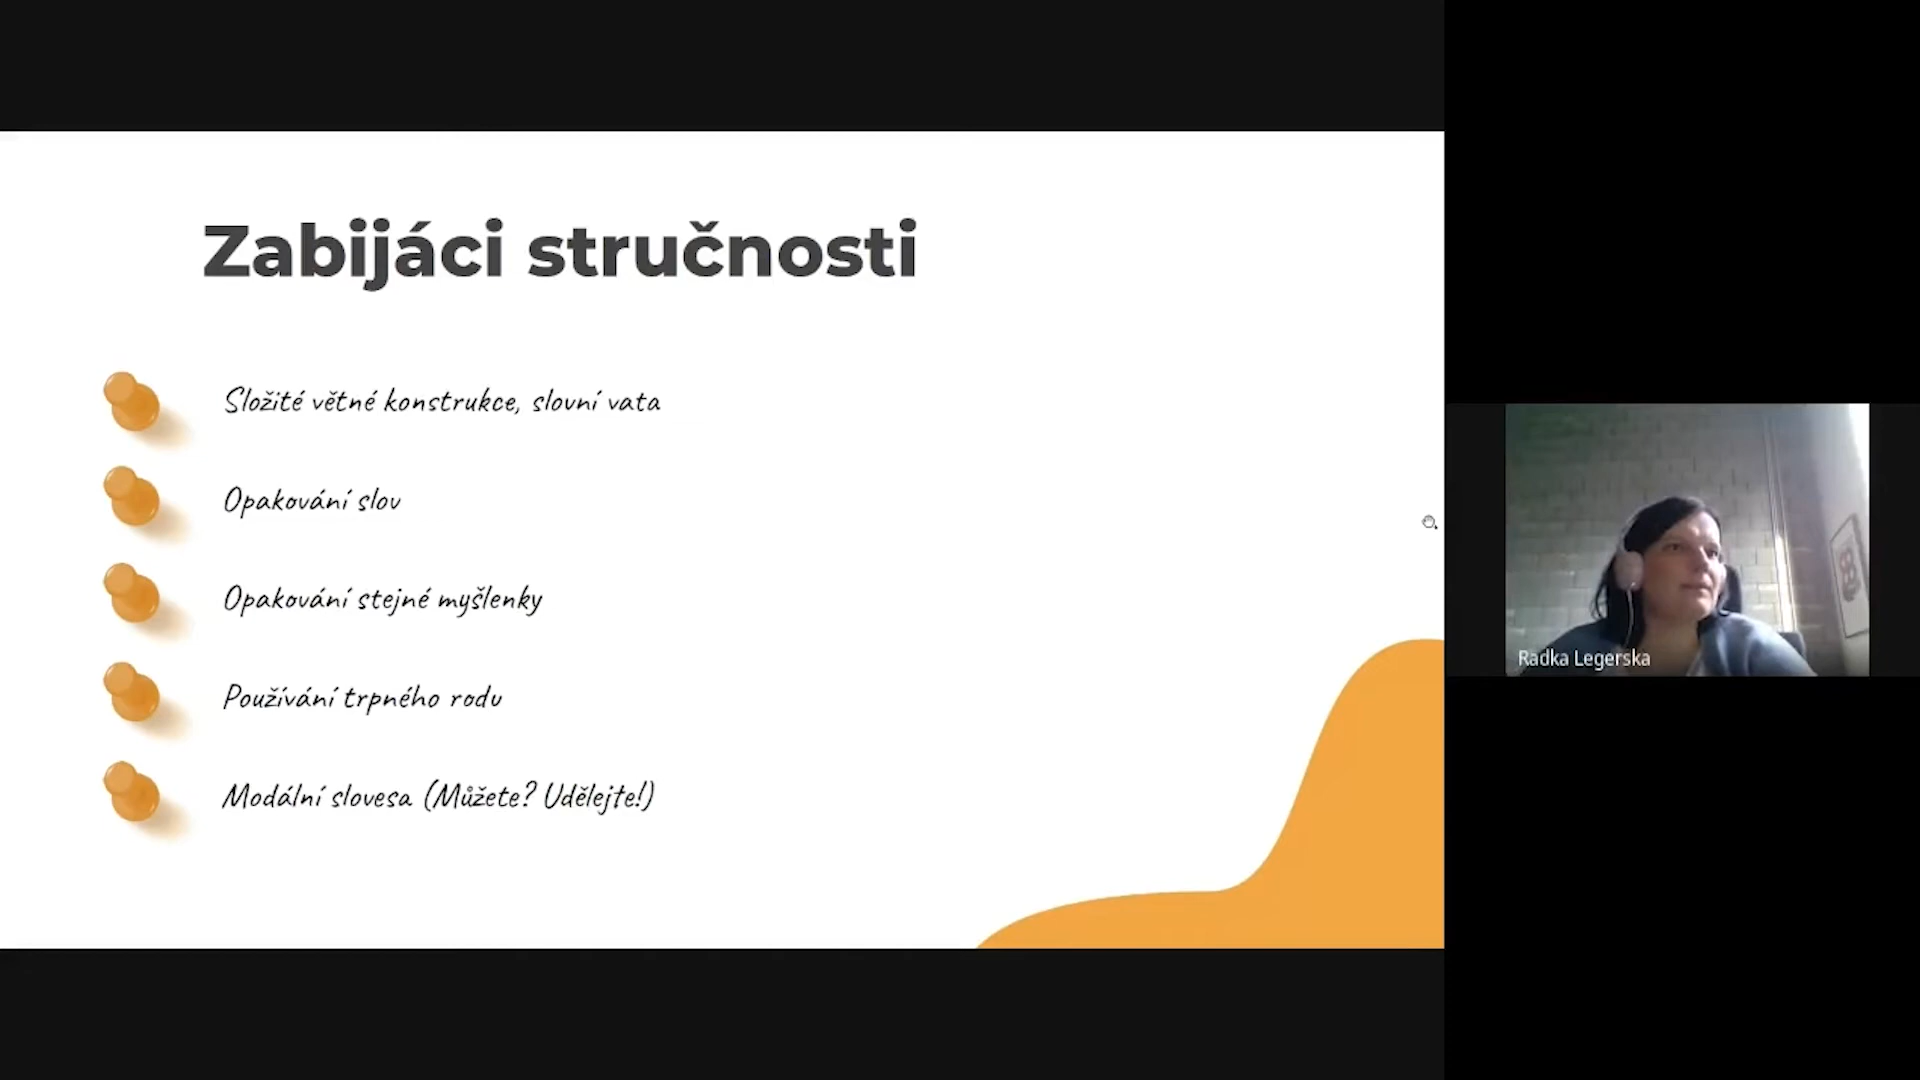 Zabijáci stručnosti
Složité větné konstrukce, slovní vata
Opakování slov
Opakování stejné myšlenky
Používání trpného rodu
Modální slovesa (Můžete? Udělejte!)
Radka Legerska